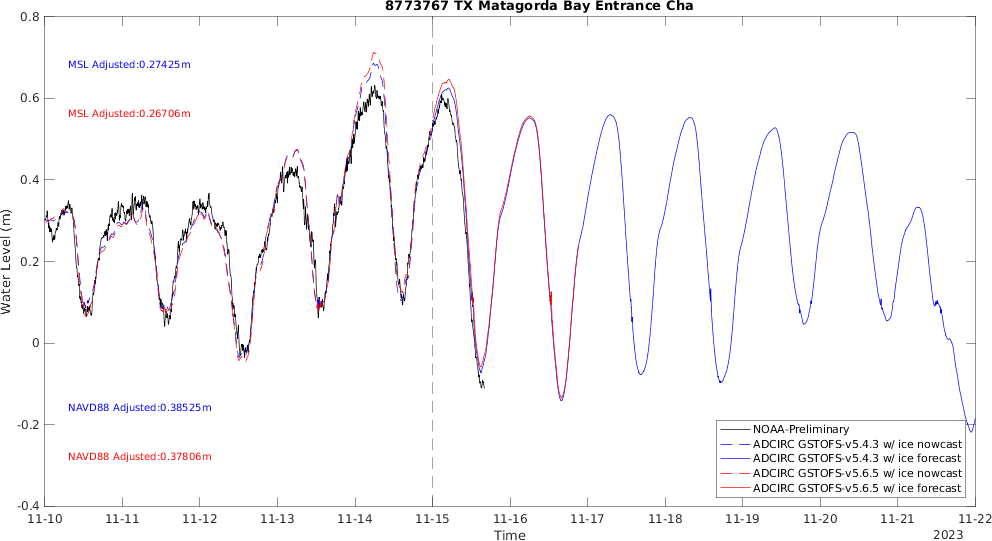 8773767 TX Matagorda Bay Entrance Cha
0.8
0.6
0.4
0.2
0
-0.2
-0.4
Water Level (m)
MSL Adjusted:0.27425m
MSL Adjusted:0.26706m
NAVD88 Adjusted:0.38525m
NAVD88 Adjusted:0.37806m
NOAA-Preliminary
ADCIRC GSTOFS-v5.4.3 w/ ice nowcast
ADCIRC GSTOFS-v5.4.3 w/ ice forecast
ADCIRC GSTOFS-v5.6.5 w/ ice nowcast
ADCIRC GSTOFS-v5.6.5 w/ ice forecast
11-10 11-11 11-12 11-13 11-14 11-15 11-16 11-17 11-18 11-19 11-20 11-21 11-22
Time
2023